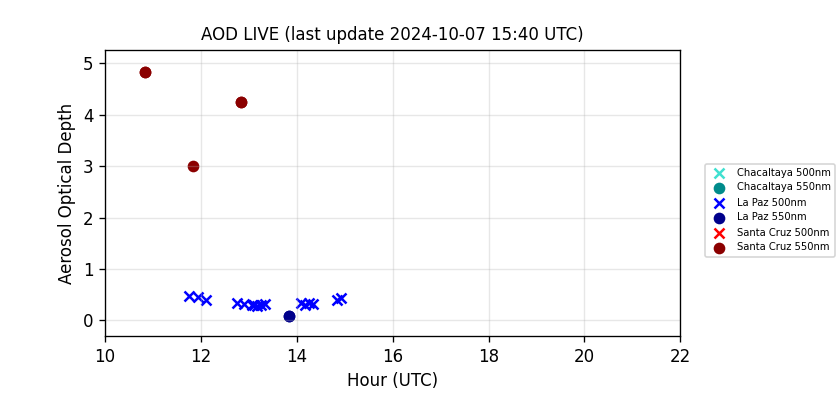 AOD LIVE (last update 2024-10-07 15:40 UTC)
Aerosol Optical Depth
5
4
3
2
1
0
10 12 14 16 18 20 22
Hour (UTC)
Chacaltaya 500nm
Chacaltaya 550nm
La Paz 500nm
La Paz 550nm
Santa Cruz 500nm
Santa Cruz 550nm